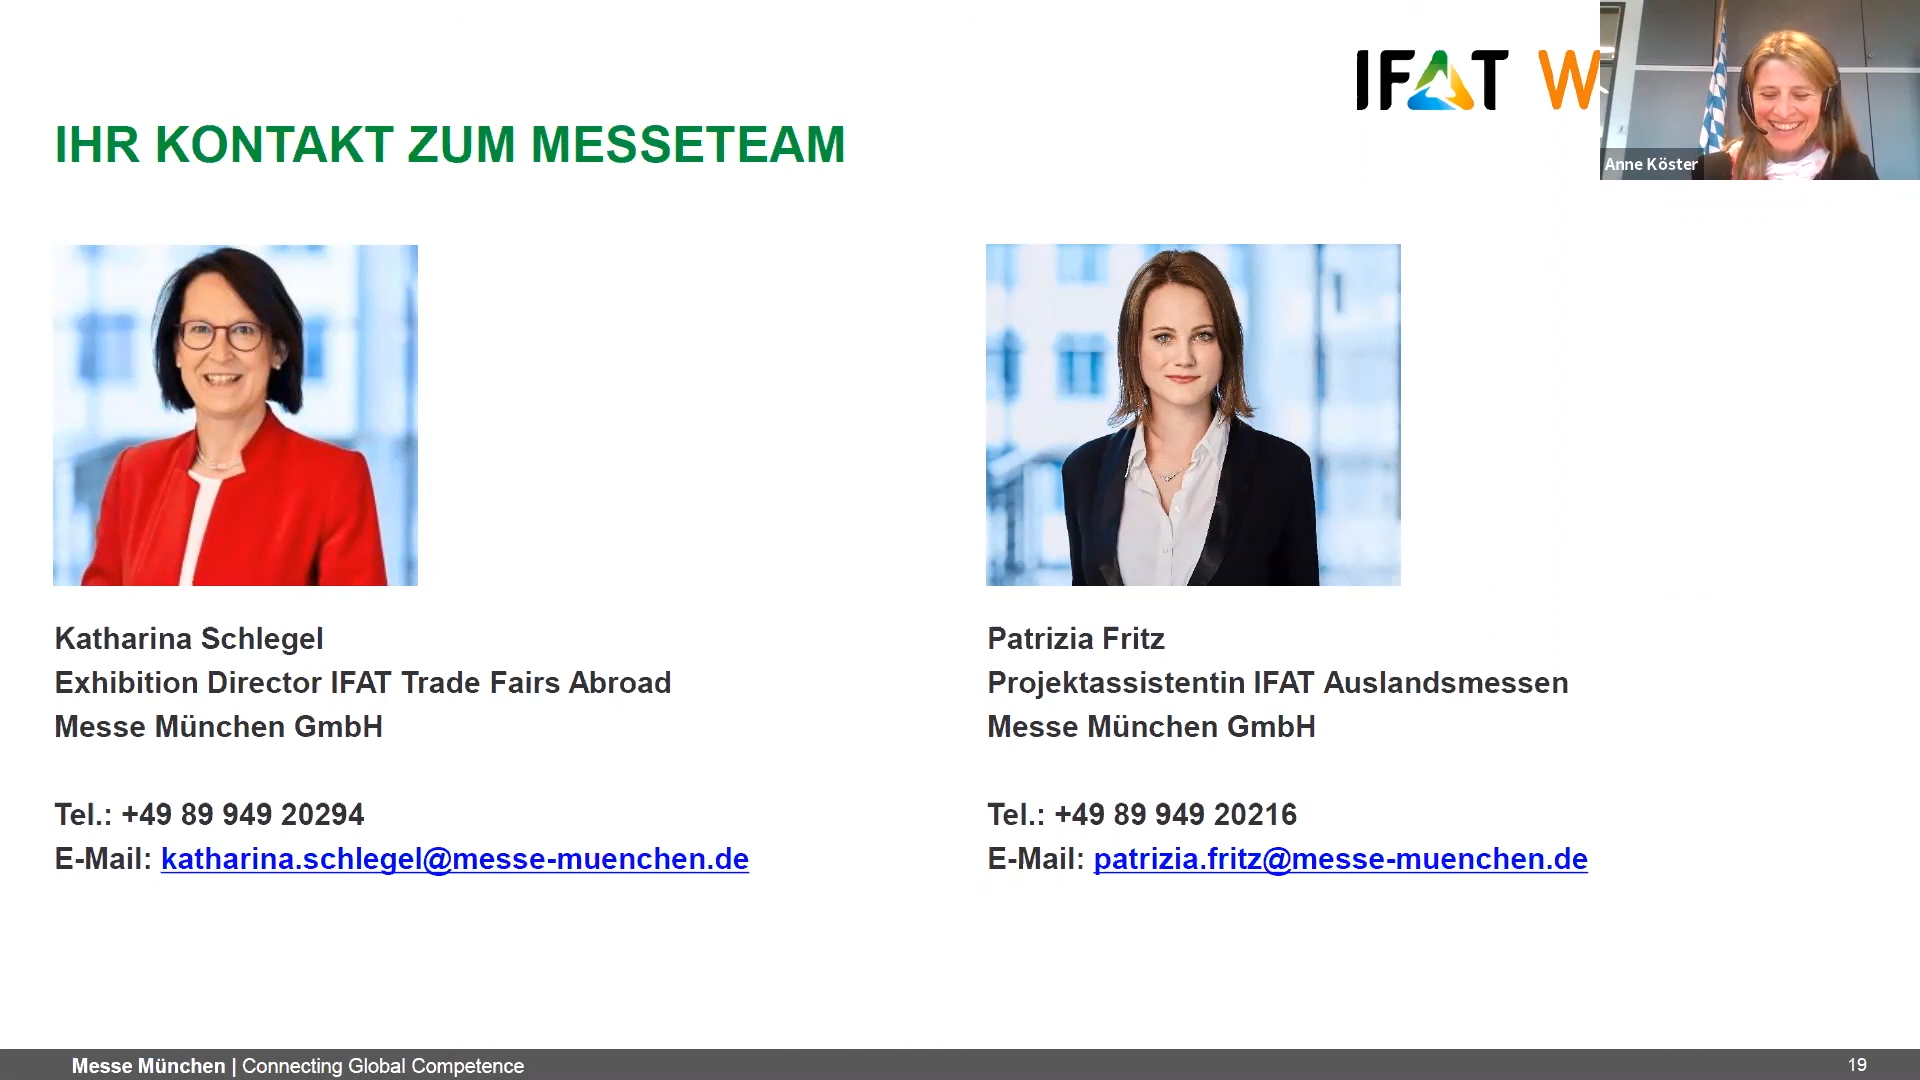 IFAT W
Anne Köster
IHR KONTAKT ZUM MESSETEAM
Katharina Schlegel
Exhibition Director IFAT Trade Fairs Abroad
Messe München GmbH
Tel.: +49 89 949 20294
E-Mail: katharina.schlegel@messe-muenchen.de
Patrizia Fritz
Projektassistentin IFAT Auslandsmessen
Messe München GmbH
Tel.: +49 89 949 20216
E-Mail: patrizia.fritz@messe-muenchen.de
Messe München | Connecting Global Competence
19